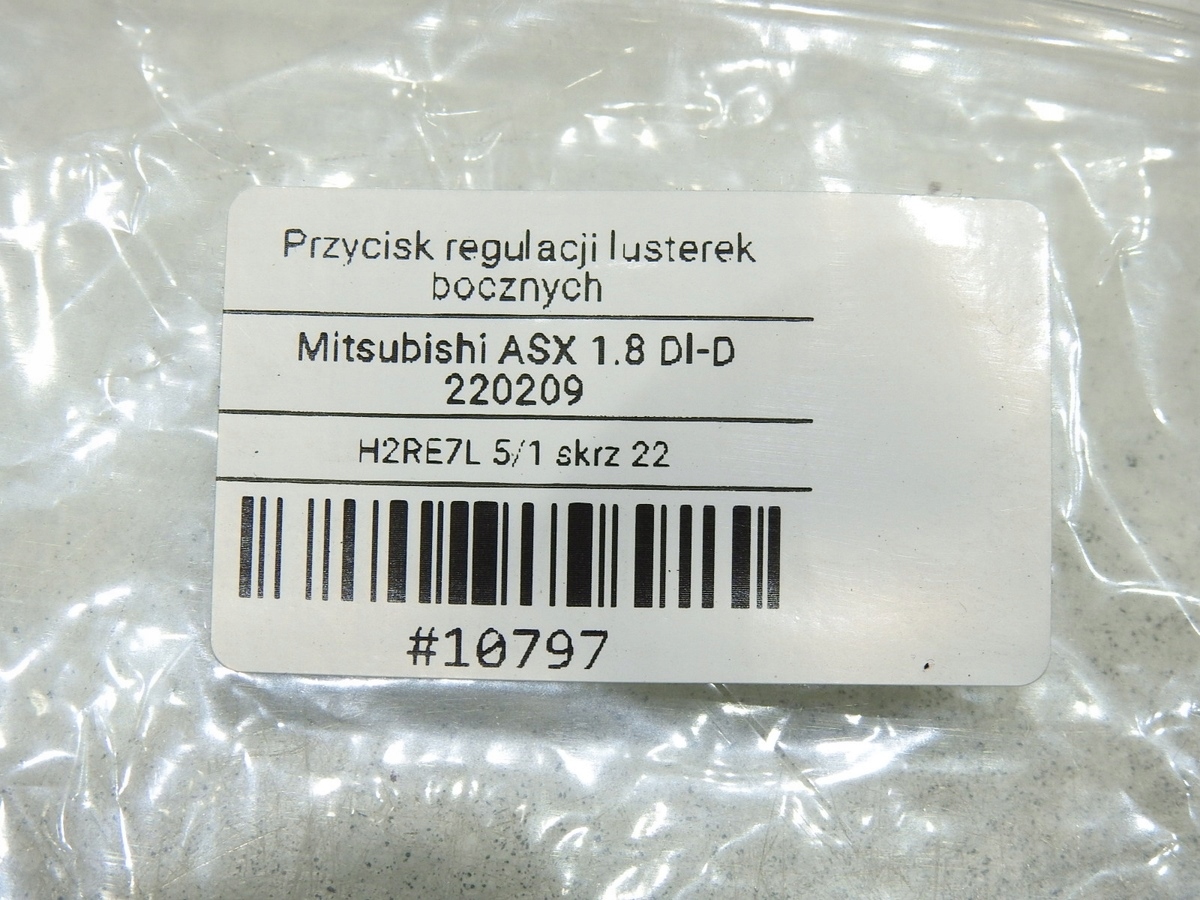 Przycisk regulacji lusterek
bocznych
Mitsubishi ASX 1.8 DI-D
220209
H2RE7L 5/1 skrz 22
#10797